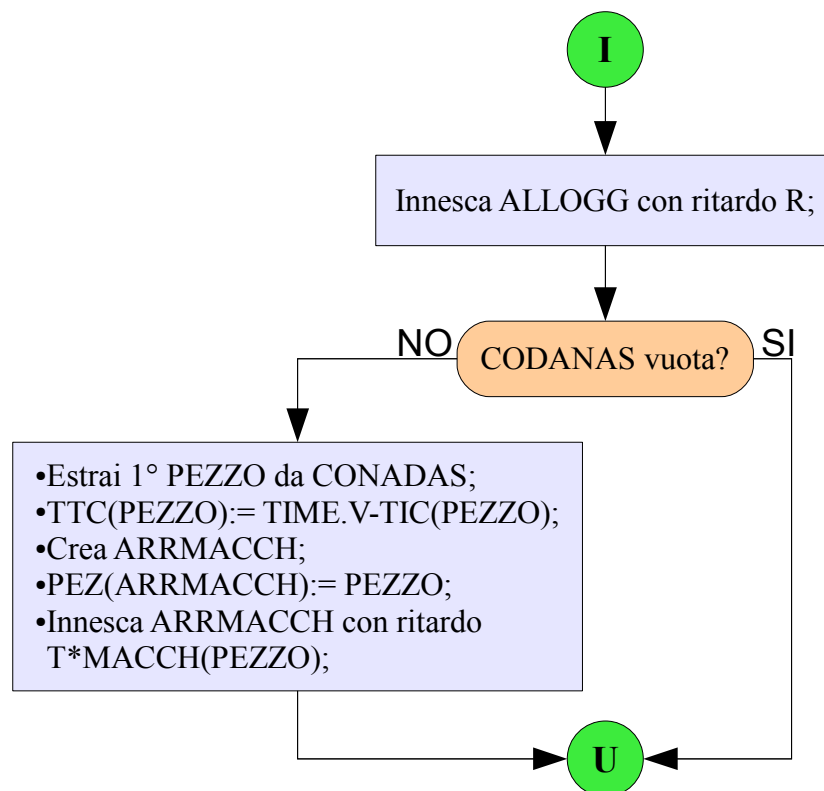 I
Innesca ALLOGG con ritardo R;
NO
CODANAS vuota?
SI
•Estrai 1° PEZZO da CONADAS;
•TTC(PEZZO):= TIME.V-TIC(PEZZO);
•Crea ARRMACCH;
•PEZ(ARRMACCH):= PEZZO;
•Innesca ARRMACCH con ritardo
T*MACCH(PEZZO);
U